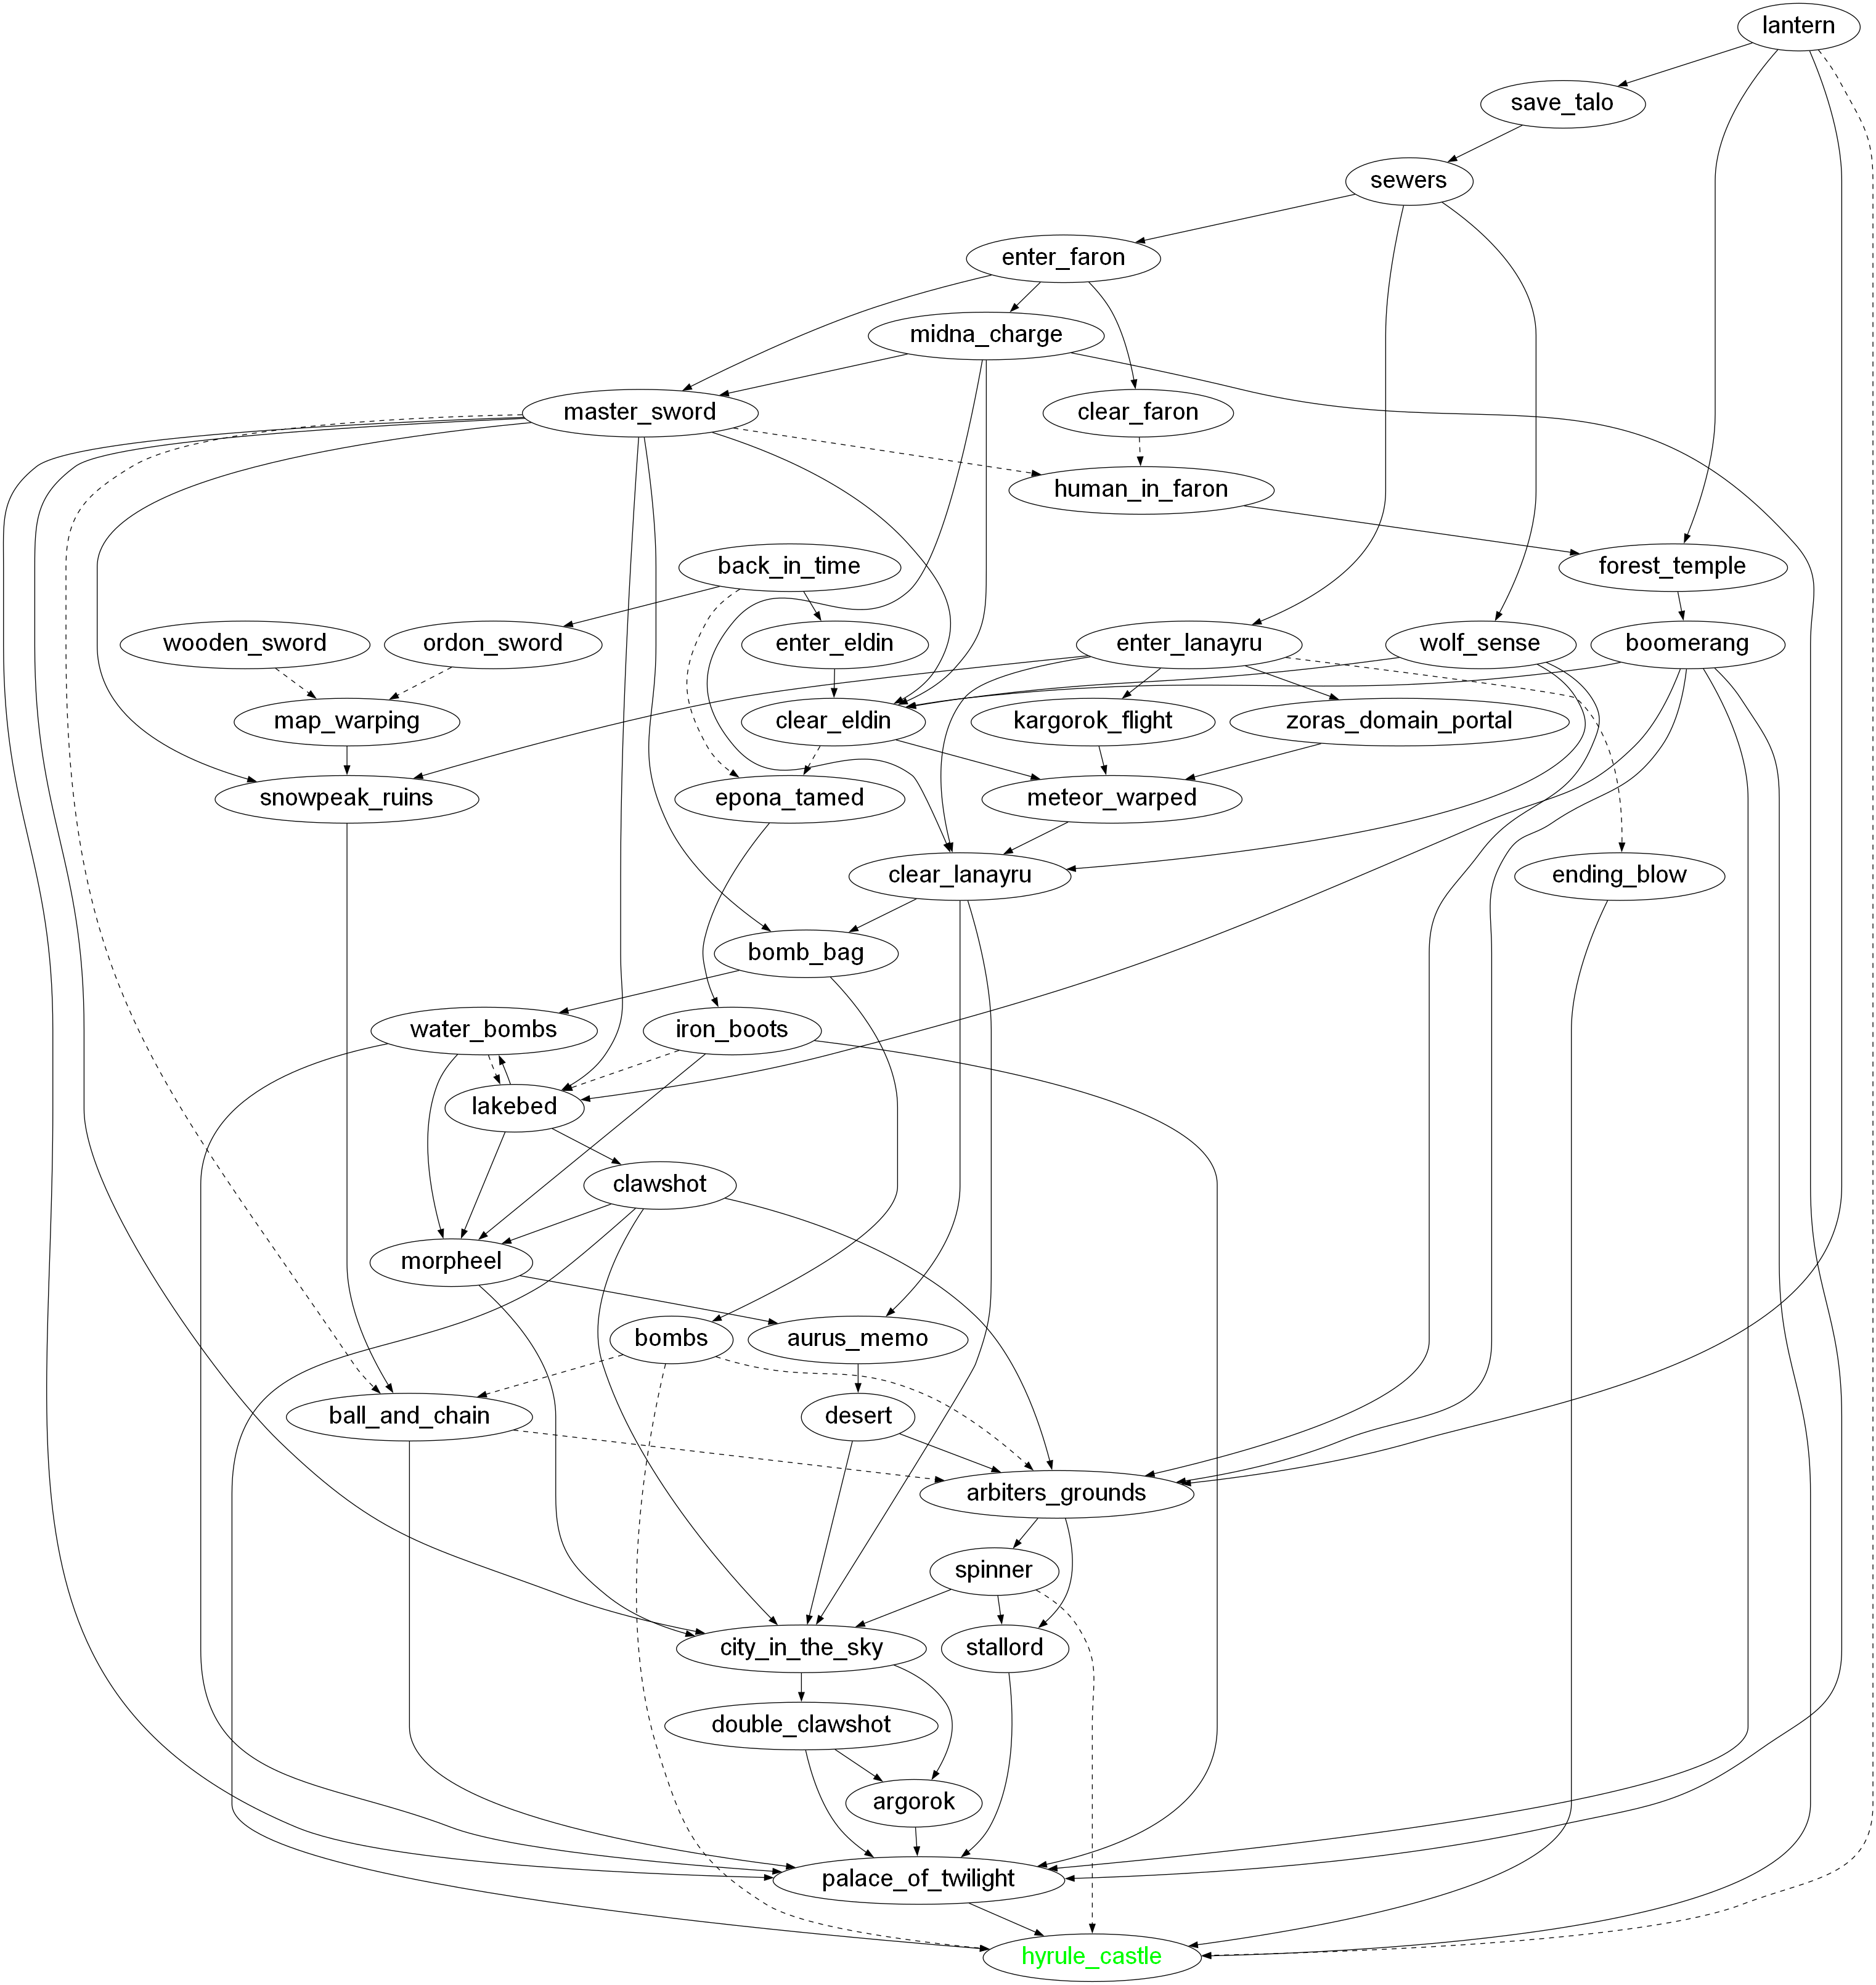 lantern
save_talo
sewers
enter_faron
midna_charge
master_sword
clear_faron
human_in_faron
back_in_time
forest_temple
wooden_sword
ordon_sword
enter_eldin
enter_lanayru
wolf_sense
boomerang
map_warping
clear_eldin
kargorok_flight
zoras_domain_portal
snowpeak_ruins
epona_tamed
meteor_warped
clear_lanayru
ending_blow
bomb_bag
water_bombs
iron_boots
lakebed
clawshot
morpheel
bombs
aurus_memo
ball_and_chain
desert
arbiters_grounds
spinner
city_in_the_sky
stallord
double_clawshot
argorok
palace_of_twilight
hyrule_castle